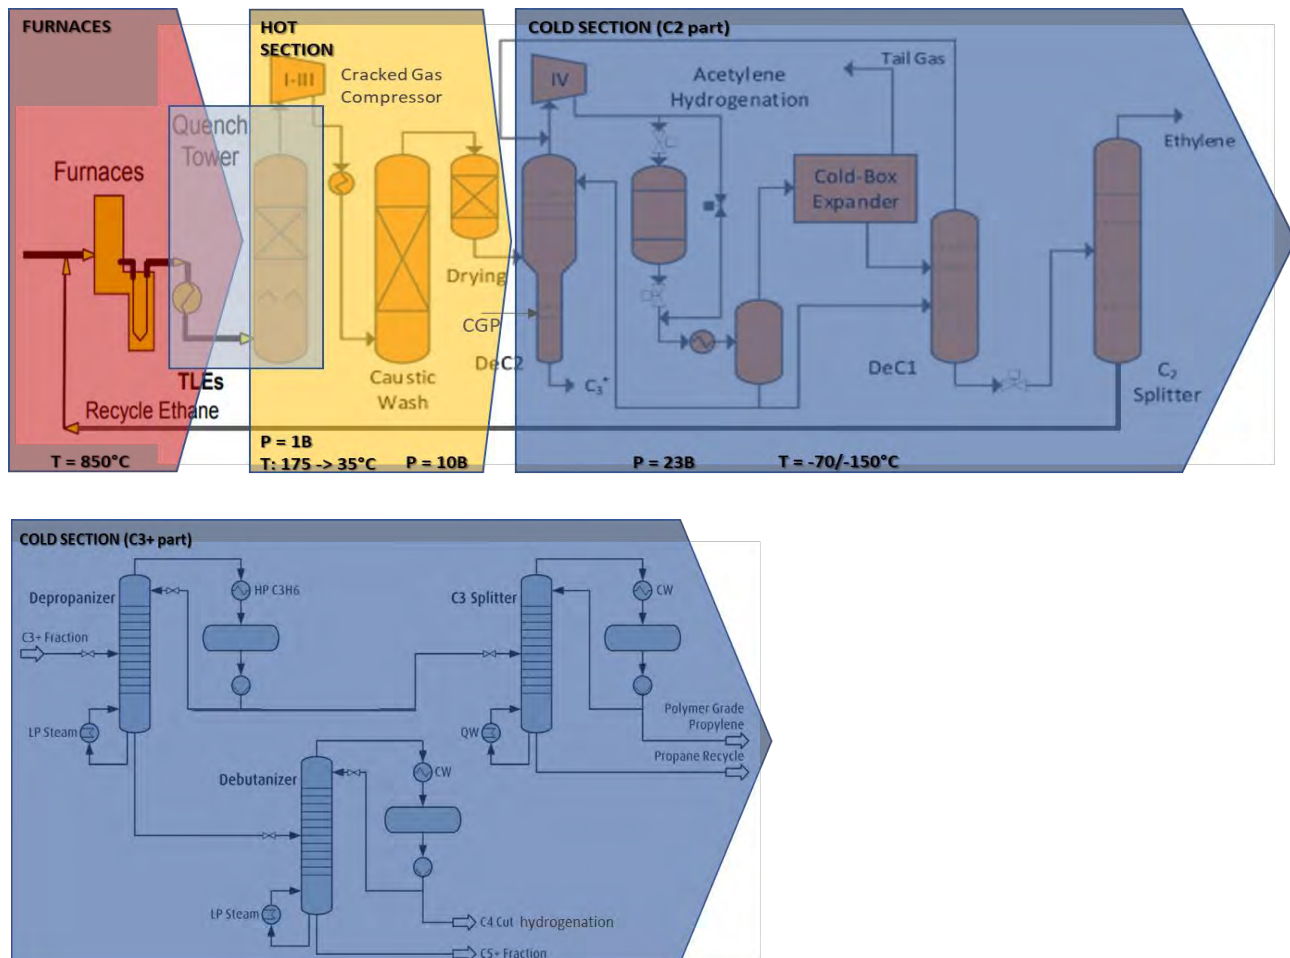 FURNACES
HOT
SECTION
COLD SECTION (C2 part)
I-III
Cracked Gas
Compressor
IV
Acetylene
Hydrogenation
Tail Gas
Quench
Tower
Ethylene
Furnaces
Cold-Box
Expander
Drying
CGP
DeC2
C3+
DeC1
C2
Splitter
TLEs
Caustic
Wash
Recycle Ethane
P = 1B
T = 850°C
T: 175 -> 35°C
P = 10B
P = 23B
T = -70/-150°C
COLD SECTION (C3+ part)
Depropanizer
HP C3H6
C3 Splitter
CW
C3+ Fraction
LP Steam
QW
Polymer Grade
Propylene
Propane Recycle
Debutanizer
CW
LP Steam
C4 Cut hydrogenation
C5+ Fraction